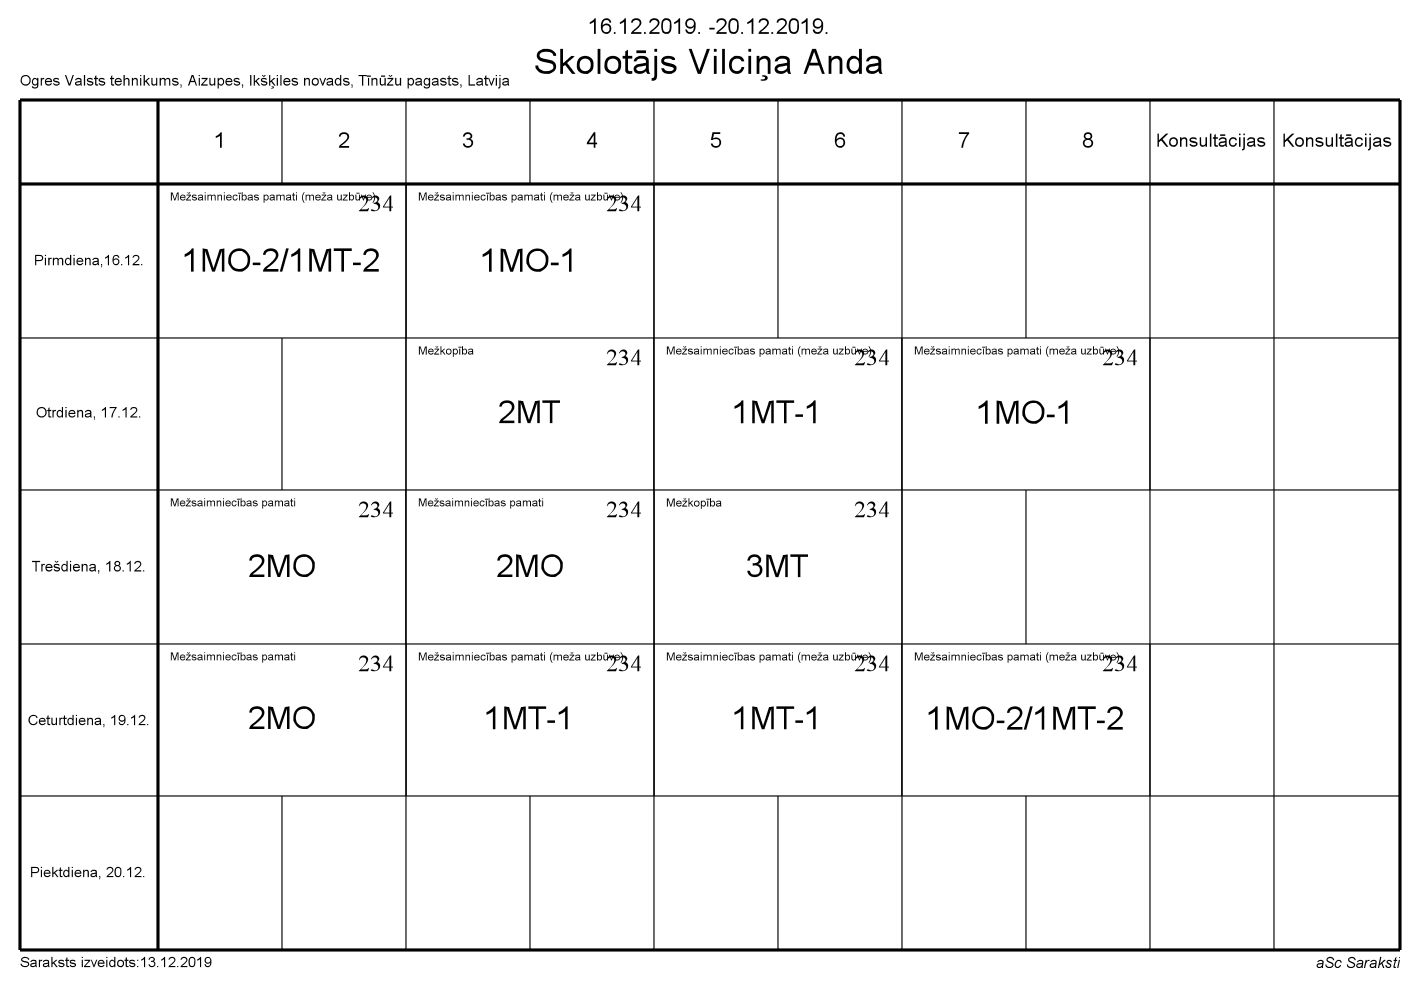 16.12.2019. -20.12.2019.
Skolotājs Vilciņa Anda
Ogres Valsts tehnikums, Aizupes, Ikšķiles novads, Tīnūžu pagasts, Latvija
1 2 3 4 5 6 7 8 Konsultācijas Konsultācijas
Mežsaimniecības pamati (meža uzbūve) 234 Mežsaimniecības pamati (meža uzbūve) 234
Pirmdiena,16.12. 1MO-2/1MT-2 1MO-1
Mežkopība 234 Mežsaimniecības pamati (meža uzbūve) 234 Mežsaimniecības pamati (meža uzbūve) 234
Otrdiena, 17.12. 2MT 1MT-1 1MO-1
Mežsaimniecības pamati 234 Mežsaimniecības pamati 234 Mežkopība 234
Trešdiena, 18.12. 2MO 2MO 3MT
Mežsaimniecības pamati 234 Mežsaimniecības pamati (meža uzbūve) 234 Mežsaimniecības pamati (meža uzbūve) 234 Mežsaimniecības pamati (meža uzbūve) 234
Ceturtdiena, 19.12. 2MO 1MT-1 1MT-1 1MO-2/1MT-2
Piektdiena, 20.12.
Saraksts izveidots:13.12.2019 aSc Saraksti